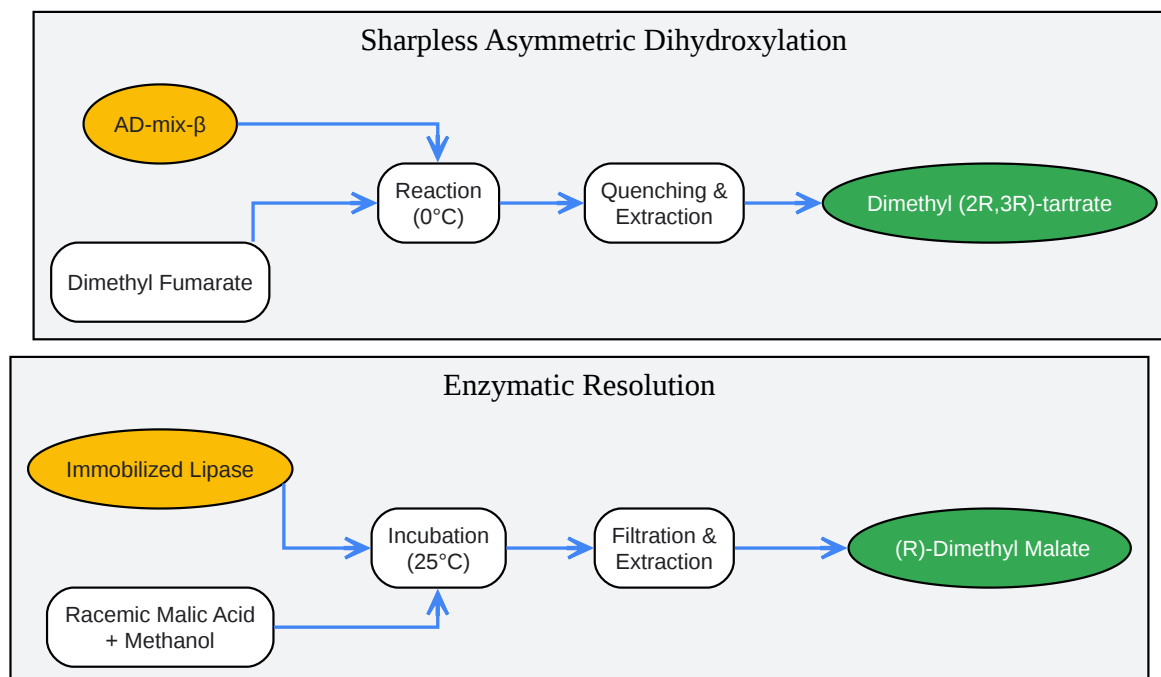 Sharpless Asymmetric Dihydroxylation
AD-mix-β
Reaction
(0°C)
Quenching &
Extraction
Dimethyl (2R,3R)-tartrate
Dimethyl Fumarate
Enzymatic Resolution
Immobilized Lipase
Incubation
(25°C)
Filtration &
Extraction
(R)-Dimethyl Malate
Racemic Malic Acid
+ Methanol